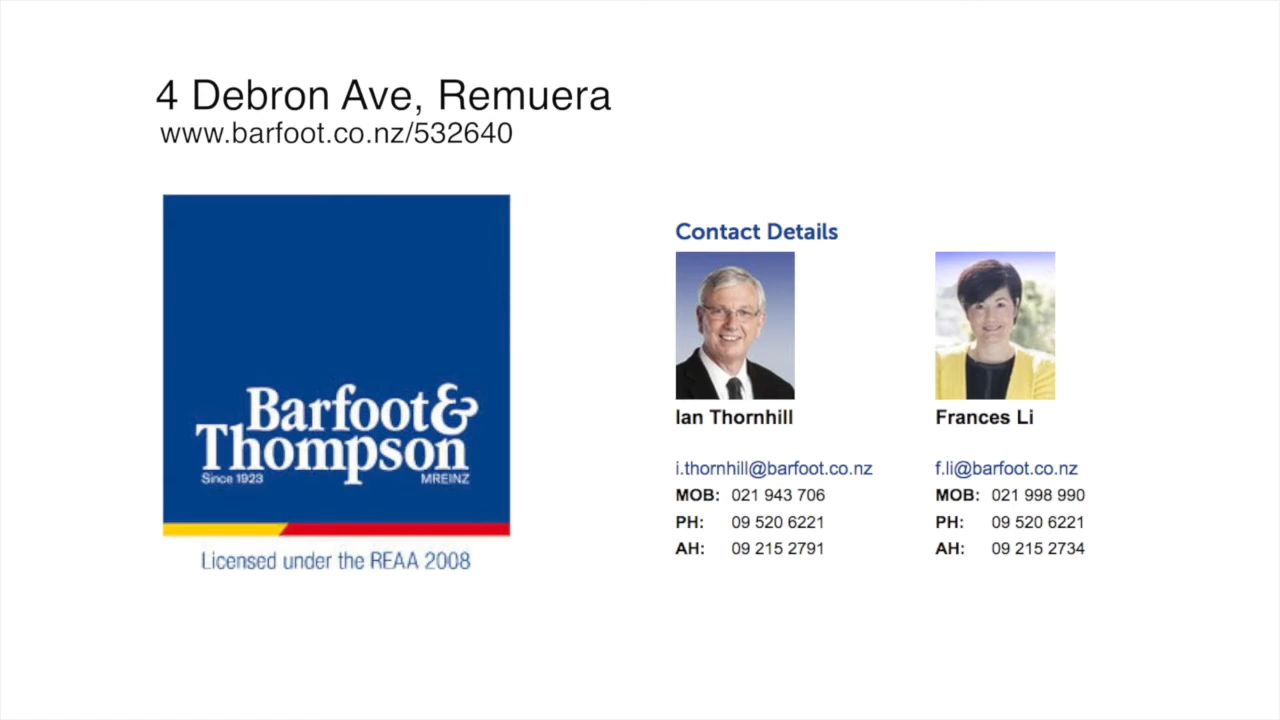 4 Debron Ave, Remuera
www.barfoot.co.nz/532640
Barfoot&
Thompson
Since 1923 MREINZ
Licensed under the REAA 2008
Contact Details
Ian Thornhill
i.thornhill@barfoot.co.nz
MOB: 021 943 706
PH: 09 520 6221
AH: 09 215 2791
Frances Li
f.li@barfoot.co.nz
MOB: 021 998 990
PH: 09 520 6221
AH: 09 215 2734